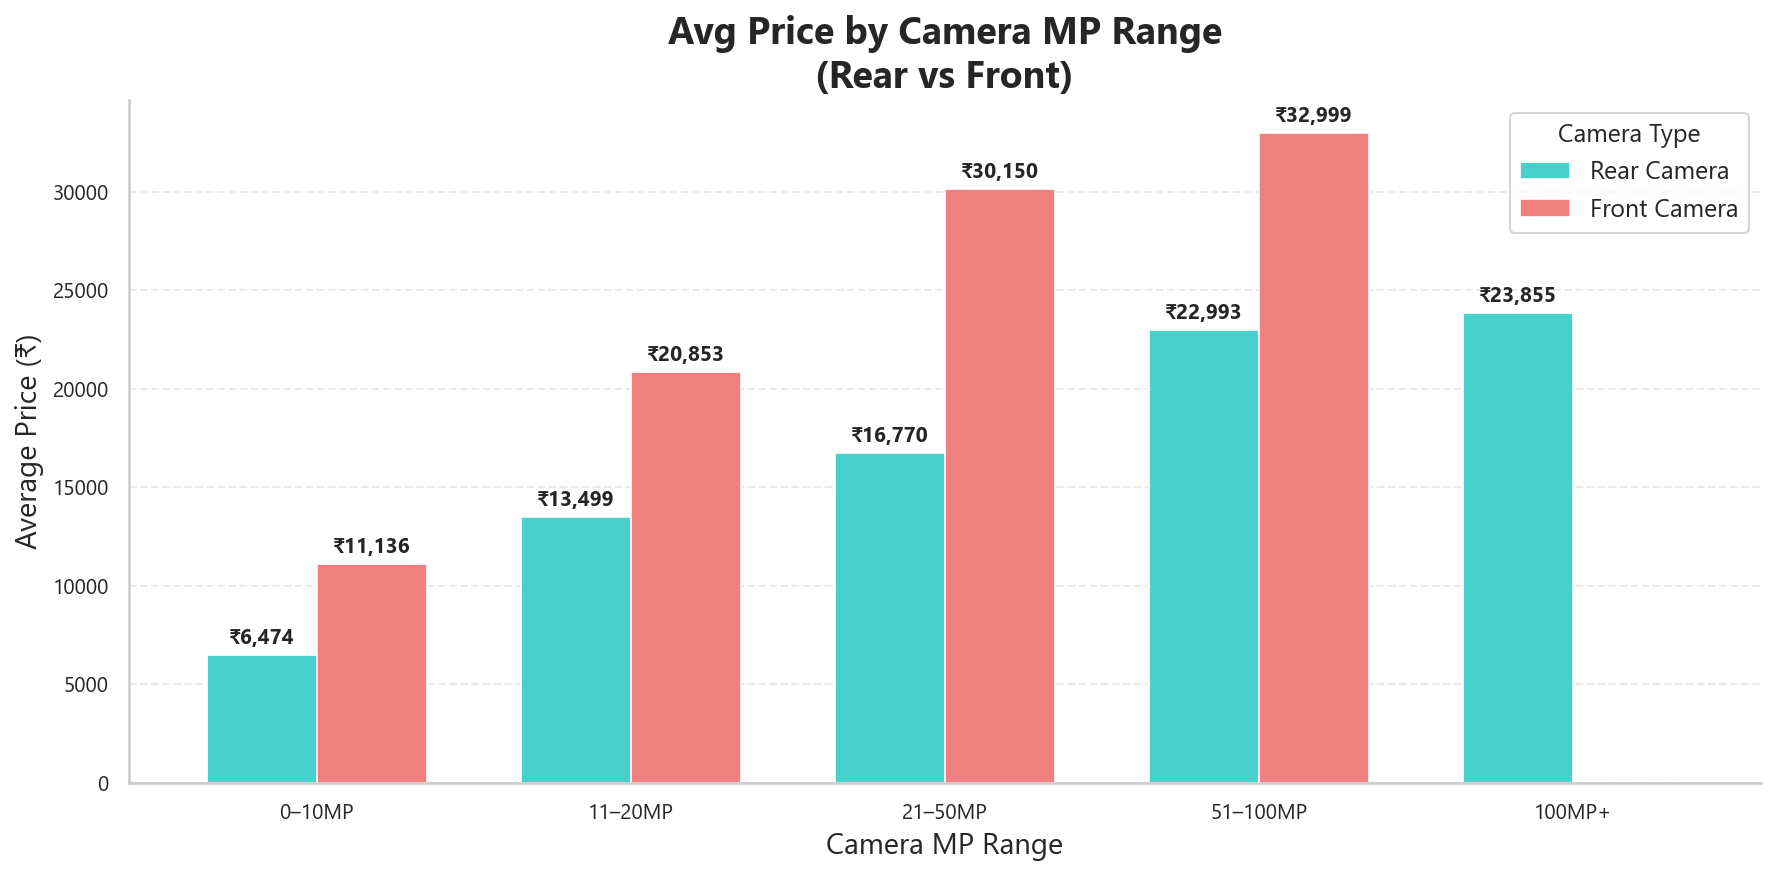 Avg Price by Camera MP Range
(Rear vs Front)
Camera Type
Rear Camera
Front Camera
Average Price (₹)
30000
25000
20000
15000
10000
5000
0
₹6,474
₹11,136
₹13,499
₹20,853
₹16,770
₹30,150
₹22,993
₹32,999
₹23,855
0–10MP
11–20MP
21–50MP
51–100MP
100MP+
Camera MP Range